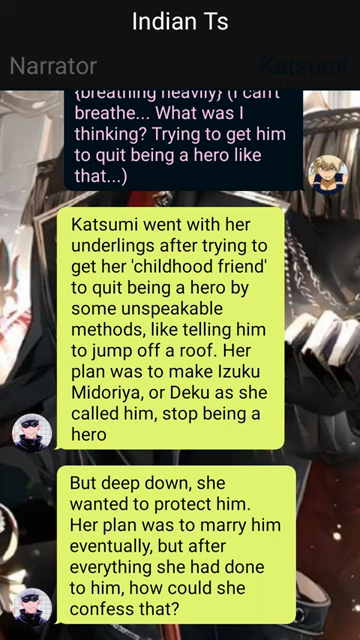 Indian Ts
Narrator
Katsumi
{breathing heavily} (I can't
breathe... What was I
thinking? Trying to get him
to quit being a hero like
that...)
Katsumi went with her
underlings after trying to
get her 'childhood friend'
to quit being a hero by
some unspeakable
methods, like telling him
to jump off a roof. Her
plan was to make Izuku
Midoriya, or Deku as she
called him, stop being a
hero
But deep down, she
wanted to protect him.
Her plan was to marry him
eventually, but after
everything she had done
to him, how could she
confess that?